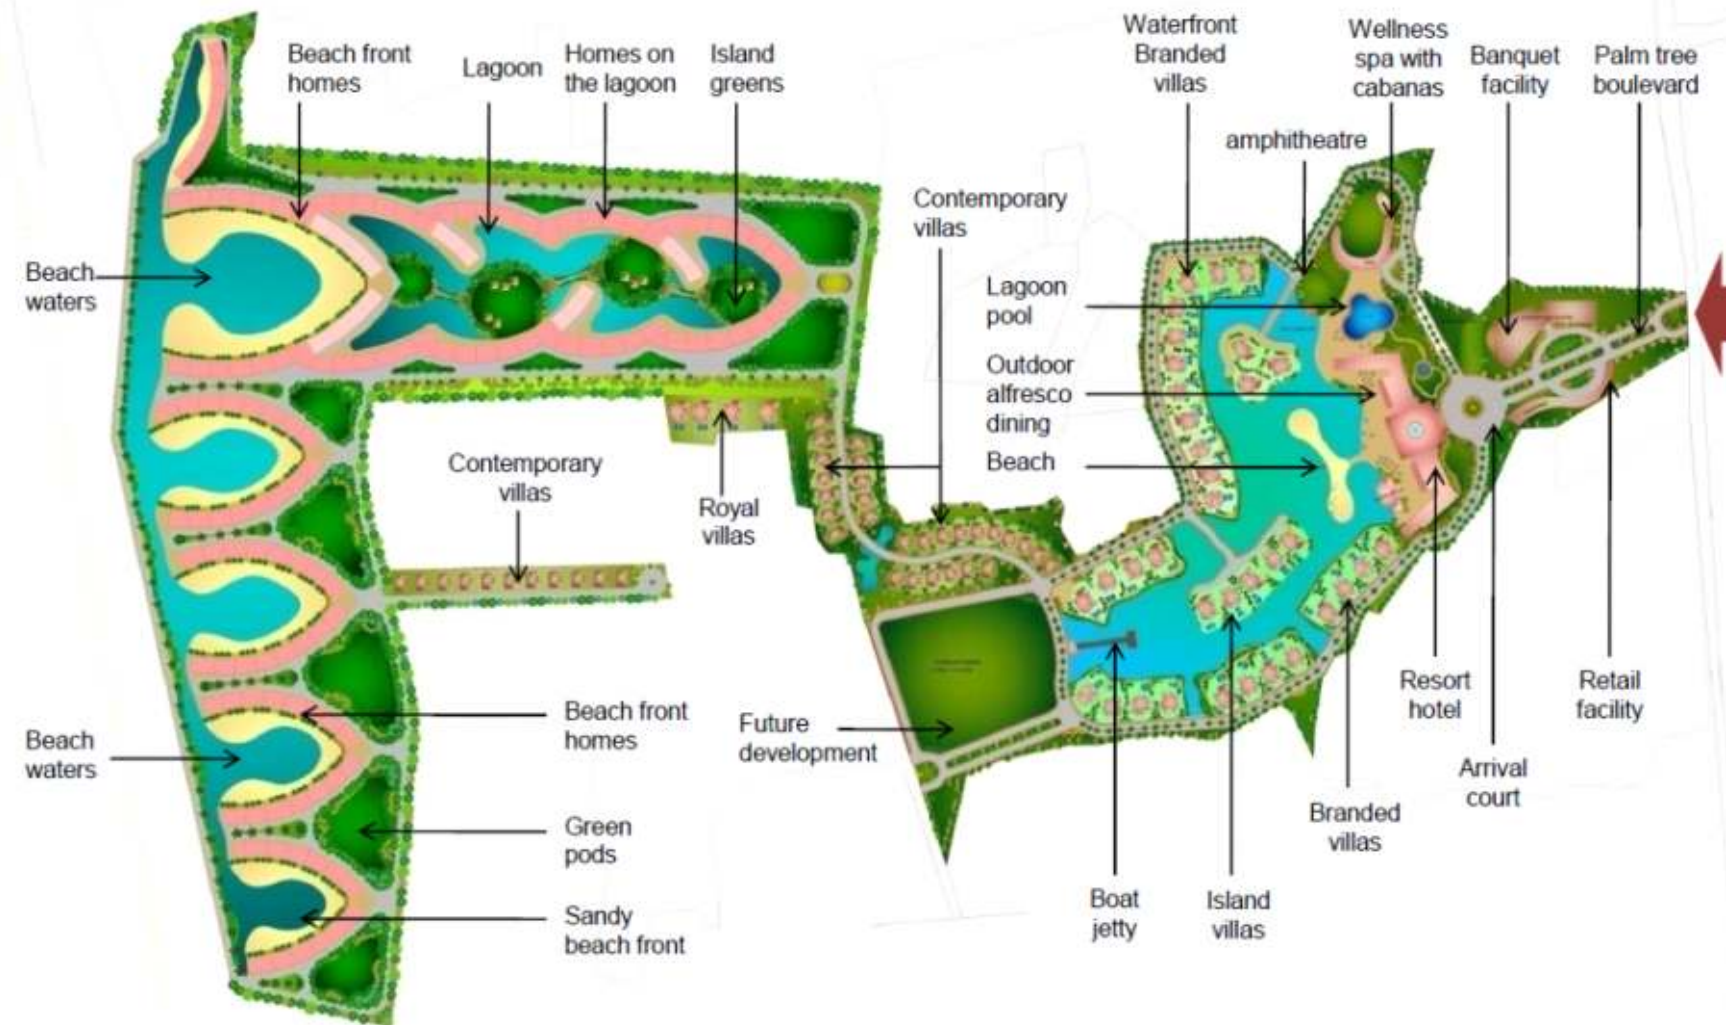 Beach front
homes
Lagoon
Homes on
the lagoon
Island
greens
Waterfront
Branded
villas
Wellness
spa with
cabanas
Banquet
facility
Palm tree
boulevard
amphitheatre
Contemporary
villas
Beach
waters
Lagoon
pool
Outdoor
alfresco
dining
Beach
Contemporary
villas
Royal
villas
Beach front
homes
Beach
waters
Future
development
Resort
hotel
Retail
facility
Arrival
court
Branded
villas
Green
pods
Sandy
beach front
Boat
jetty
Island
villas